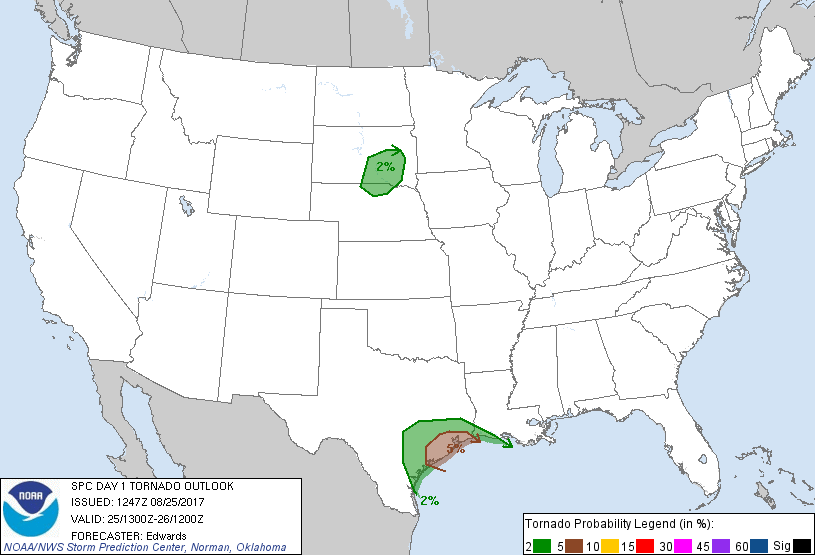 2%
5%
2%
NOAA
SPC DAY 1 TORNADO OUTLOOK
ISSUED: 1247Z 08/25/2017
VALID: 25/1300Z-26/1200Z
FORECASTER: Edwards
NOAA/NWS Storm Prediction Center, Norman, Oklahoma
Tornado Probability Legend (in %):
2 5 10 15 30 45 60 Sig